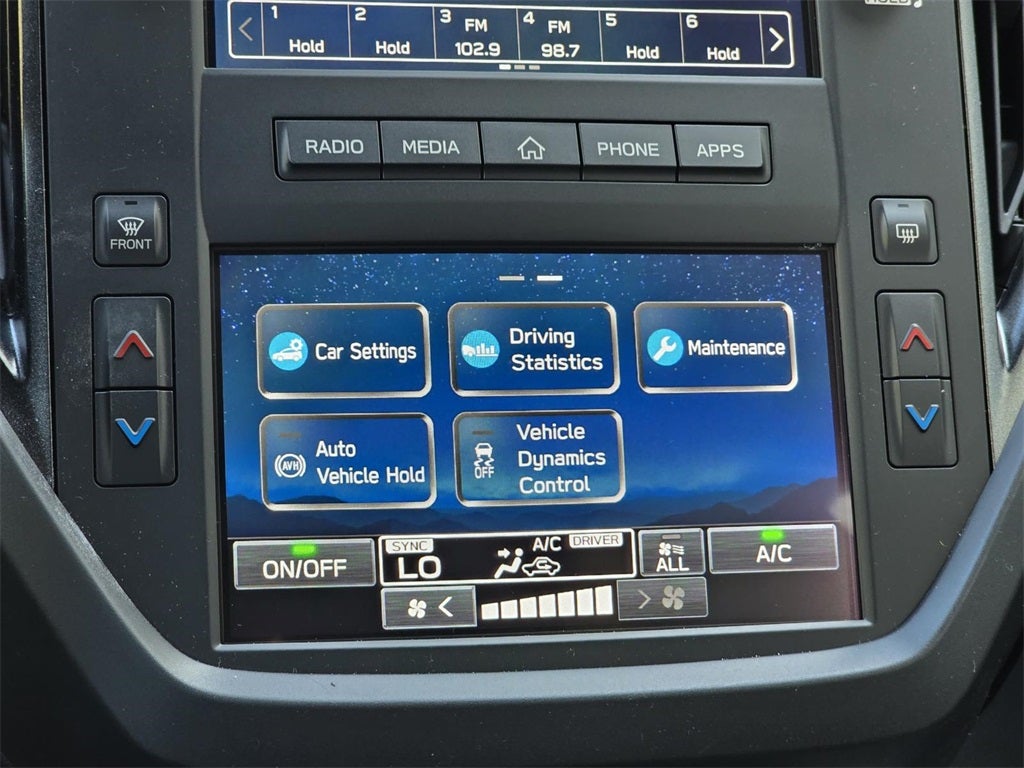 HOLD
1 2 3 FM 4 FM 5 6
Hold Hold 102.9 98.7 Hold Hold
RADIO MEDIA PHONE APPS
FRONT
Car Settings
Driving
Statistics
Maintenance
Auto
Vehicle Hold
AVH
OFF
Vehicle
Dynamics
Control
ON/OFF
SYNC
LO
A/C
DRIVER
ALL
A/C